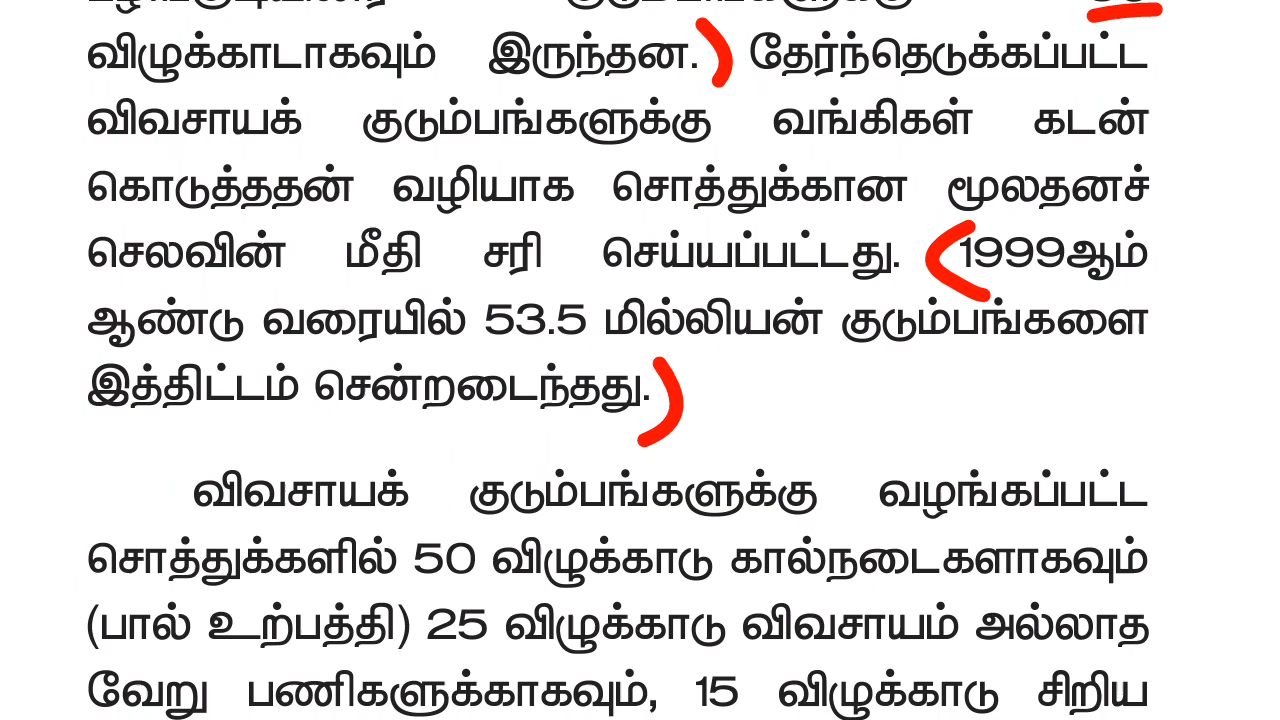 விழுக்காடாகவும் இருந்தன. தேர்ந்தெடுக்கப்பட்ட
விவசாயக் குடும்பங்களுக்கு வங்கிகள் கடன்
கொடுத்ததன் வழியாக சொத்துக்கான மூலதனச்
செலவின் மீதி சரி செய்யப்பட்டது. 1999ஆம்
ஆண்டு வரையில் 53.5 மில்லியன் குடும்பங்களை
இத்திட்டம் சென்றடைந்தது.
விவசாயக் குடும்பங்களுக்கு வழங்கப்பட்ட
சொத்துக்களில் 50 விழுக்காடு கால்நடைகளாகவும்
(பால் உற்பத்தி) 25 விழுக்காடு விவசாயம் அல்லாத
வேறு பணிகளுக்காகவும், 15 விழுக்காடு சிறிய